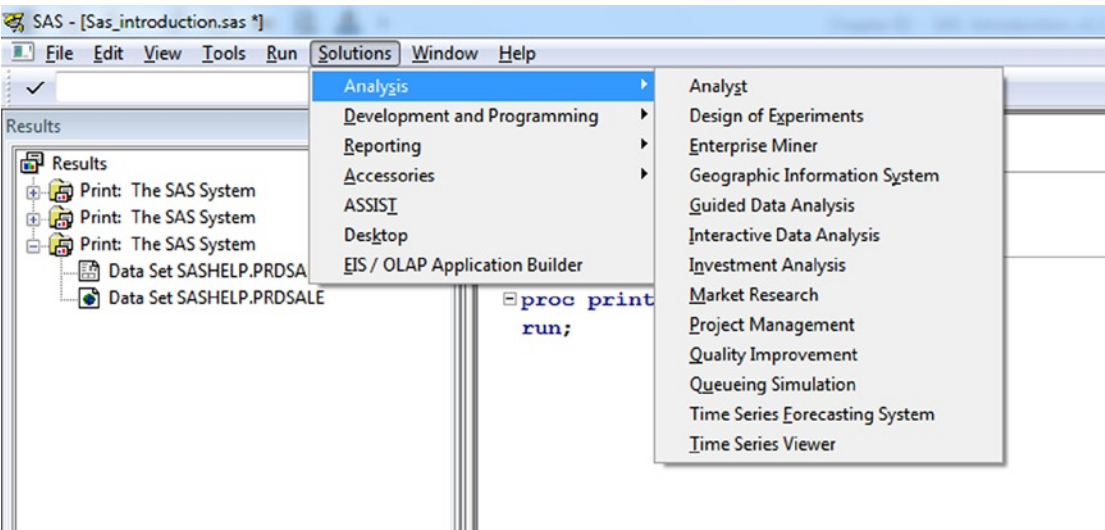 SAS - [Sas_introduction.sas *]
File Edit View Tools Run Solutions Window Help
Results
Results
Print: The SAS System
Print: The SAS System
Print: The SAS System
Data Set SASHELP.PRDSA
Data Set SASHELP.PRDSALE
Analysis
Development and Programming
Reporting
Accessories
ASSIST
Desktop
EIS / OLAP Application Builder
Analyst
Design of Experiments
Enterprise Miner
Geographic Information System
Guided Data Analysis
Interactive Data Analysis
Investment Analysis
Market Research
Project Management
Quality Improvement
Queueing Simulation
Time Series Forecasting System
Time Series Viewer
proc print
run;